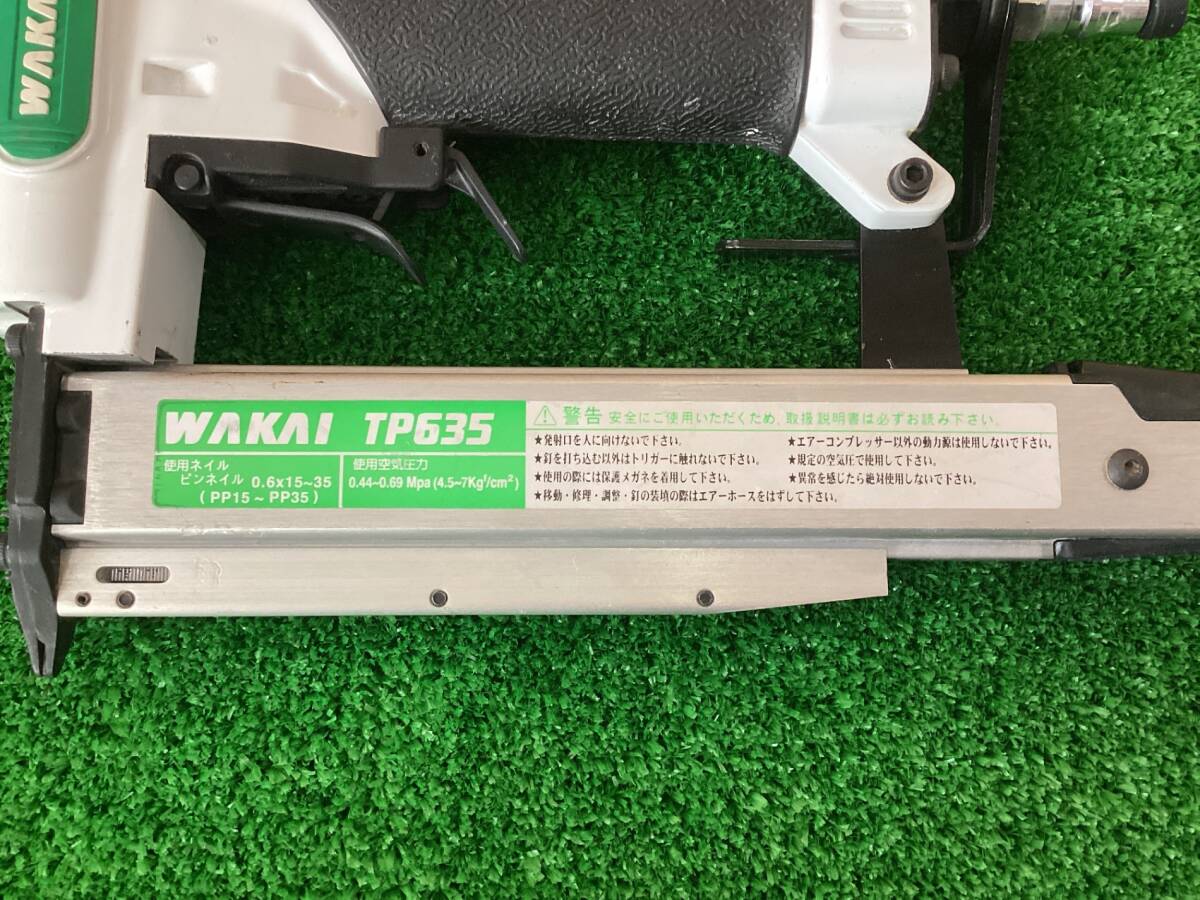 WAKAI
WAKAI TP635
使用ネイル
ピンネイル 0.6x15~35
(PP15~PP35)
使用空気圧力
0.44~0.69 Mpa (4.5~7Kgf/cm²)
警告 安全にご使用いただくため、取扱説明書は必ずお読み下さい。
★発射口を人に向けないで下さい。
★釘を打ち込む以外はトリガーに触れないで下さい。
★使用の際には保護メガネを着用して下さい。
★移動・修理・調整・釘の装填の際はエアーホースをはずして下さい。
★エアーコンプレッサー以外の動力源は使用しないで下さい。
★規定の空気圧で使用して下さい。
★異常を感じたら絶対使用しないで下さい。